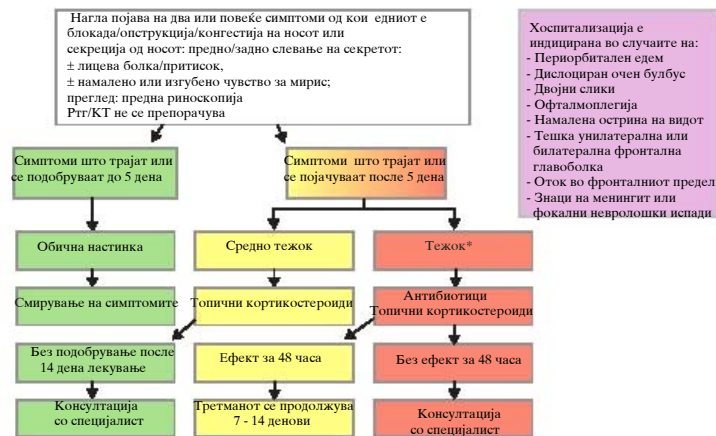 Нагла појава на два или повеќе симптоми од кои едниот е
блокада/опструкција/конгестија на носот или
секреција од носот: предно/задно слевање на секретот:
± лицева болка/притисок,
± намалено или изгубено чувство за мирис;
преглед: предна риноскопија
Ртг/КТ не се препорачува
Хоспитализација е
индицирана во случаите на:
- Периорбитален едем
- Дислоциран очен булбус
- Двојни слики
- Офталмоплегија
- Намалена острина на видот
- Тешка унилатерална или
билатерална фронтална
главоболка
- Оток во фронталниот предел
- Знаци на менингит или
фокални невролошки испади
Симптоми што трајат или
се подобруваат до 5 дена
Симптоми што трајат или
се појачуваат после 5 дена
Обична настинка
Средно тежок
Тежок*
Смирување на симптомите
Топични кортикостероиди
Антибиотици
Топични кортикостероиди
Без подобрување после
14 дена лекување
Ефект за 48 часа
Без ефект за 48 часа
Консултација
со специјалист
Третманот се продолжува
7 - 14 денови
Консултација
со специјалист